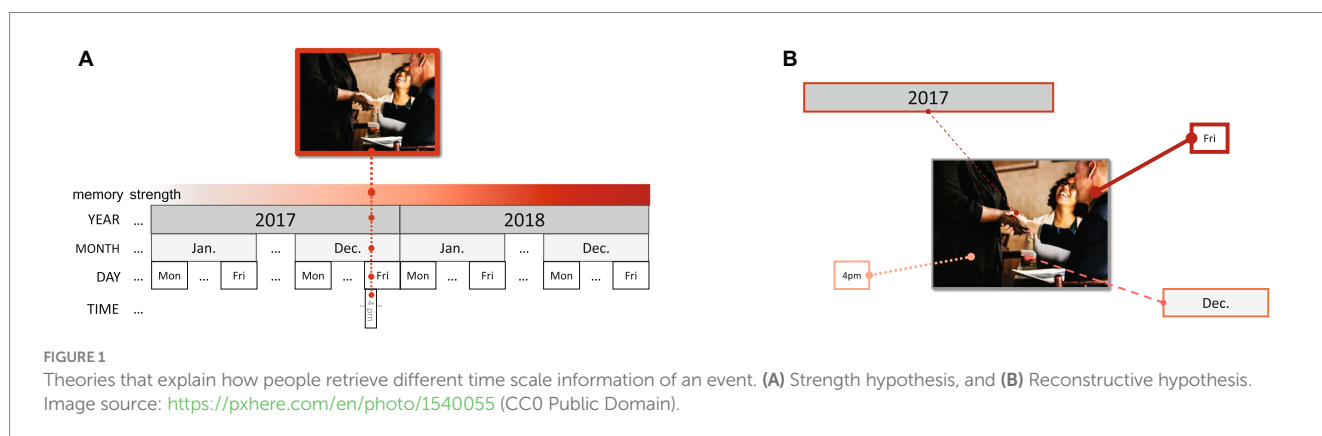 A
memory strength
YEAR ... 2017 2018
MONTH ... Jan. ... Dec. Jan. ... Dec.
DAY ... Mon ... Fri Mon ... Fri Mon ... Fri Mon ... Fri
TIME ... 4 pm
B
2017
Fri
4pm
Dec.
FIGURE 1
Theories that explain how people retrieve different time scale information of an event. (A) Strength hypothesis, and (B) Reconstructive hypothesis.
Image source: https://pxhere.com/en/photo/1540055 (CC0 Public Domain).